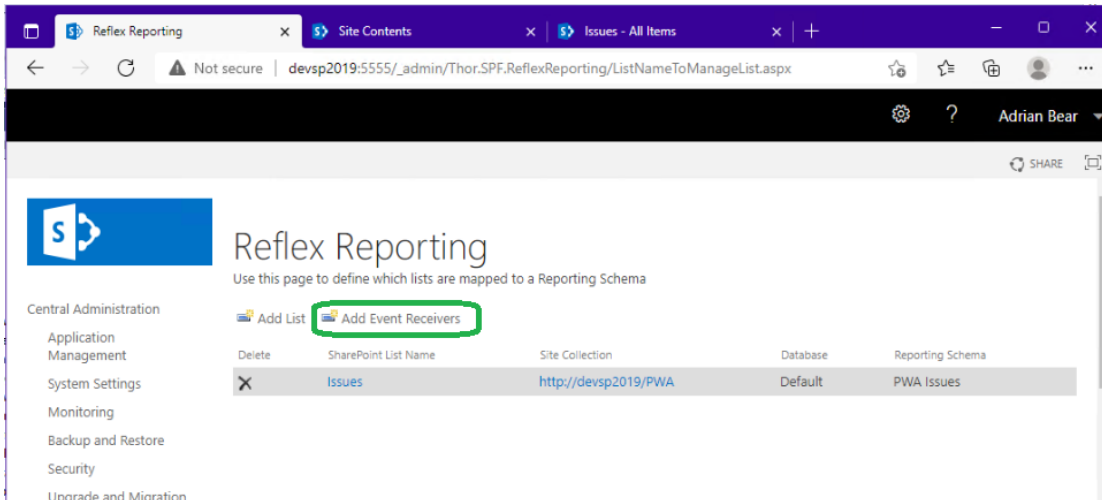 Reflex Reporting
Site Contents
Issues - All Items
Not secure
devsp2019:5555/_admin/Thor.SPF.ReflexReporting/ListNameToManageList.aspx
?
Adrian Bear
SHARE
S
Reflex Reporting
Use this page to define which lists are mapped to a Reporting Schema
Central Administration
Application
Management
System Settings
Monitoring
Backup and Restore
Security
Upgrade and Migration
Add List Add Event Receivers
Delete SharePoint List Name Site Collection Database Reporting Schema
Issues http://devsp2019/PWA Default PWA Issues